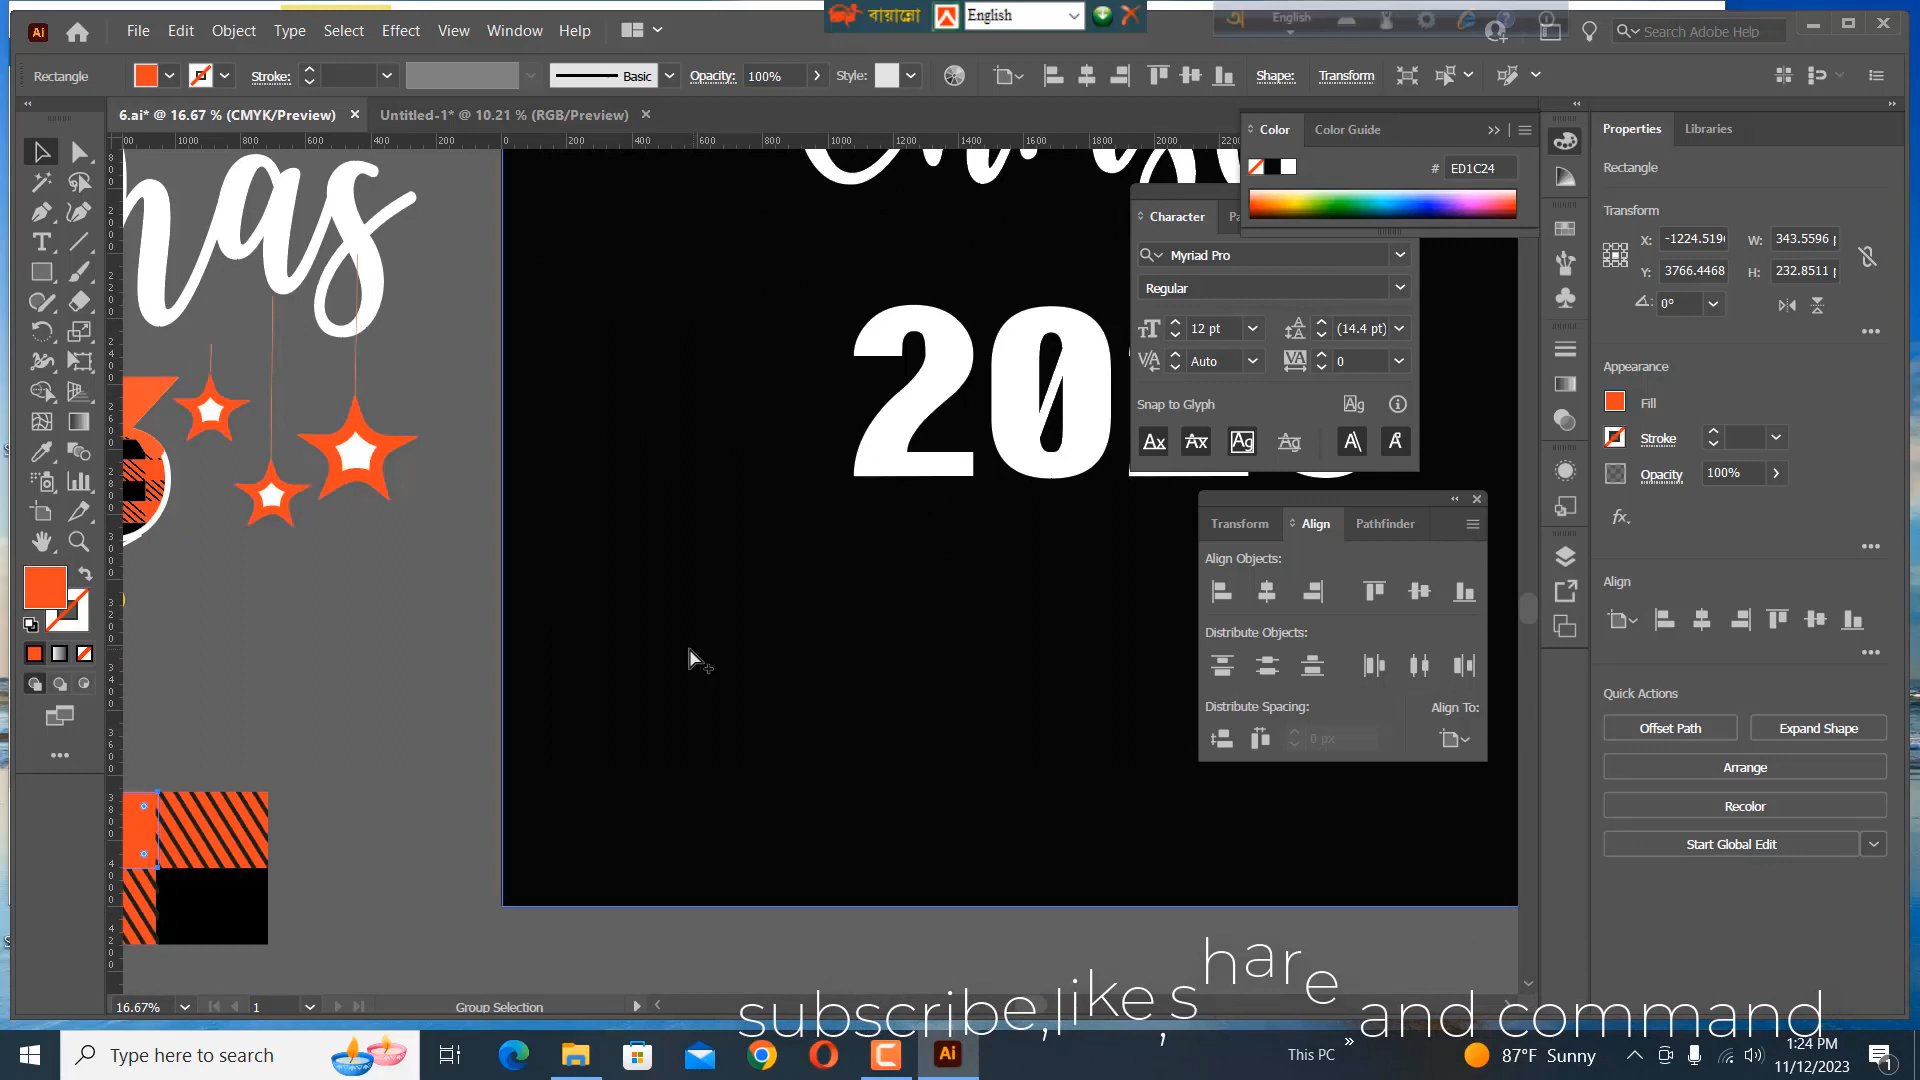 বায়ান্নো
English
English
Ai
File Edit Object Type Select Effect View Window Help
Search Adobe Help
Rectangle Stroke: Basic Opacity: 100% Style: Shape: Transform
6.ai* @ 16.67 % (CMYK/Preview)
Untitled-1* @ 10.21 % (RGB/Preview)
Color
Color Guide
# ED1C24
Character
Myriad Pro
Regular
12 pt
(14.4 pt)
Auto
0
Snap to Glyph
Transform
Align
Pathfinder
Align Objects:
Distribute Objects:
Distribute Spacing:
Align To:
0 px
Properties
Libraries
Rectangle
Transform
X: -1224.519
W: 343.5596
Y: 3766.4468
H: 232.8511
0°
Appearance
Fill
Stroke
Opacity 100%
fx.
Align
Quick Actions
Offset Path
Expand Shape
Arrange
Recolor
Start Global Edit
16.67%
1
Group Selection
subscribe,like,share and command
Type here to search
This PC
87°F Sunny
1:24 PM
11/12/2023
1